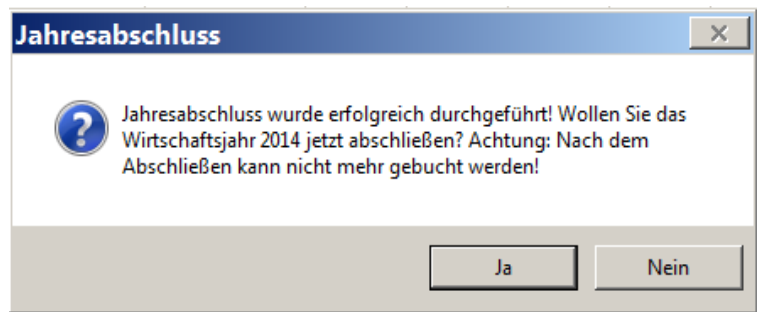 Jahresabschluss
Jahresabschluss wurde erfolgreich durchgeführt! Wollen Sie das
Wirtschaftsjahr 2014 jetzt abschließen? Achtung: Nach dem
Abschließen kann nicht mehr gebucht werden!
Ja
Nein